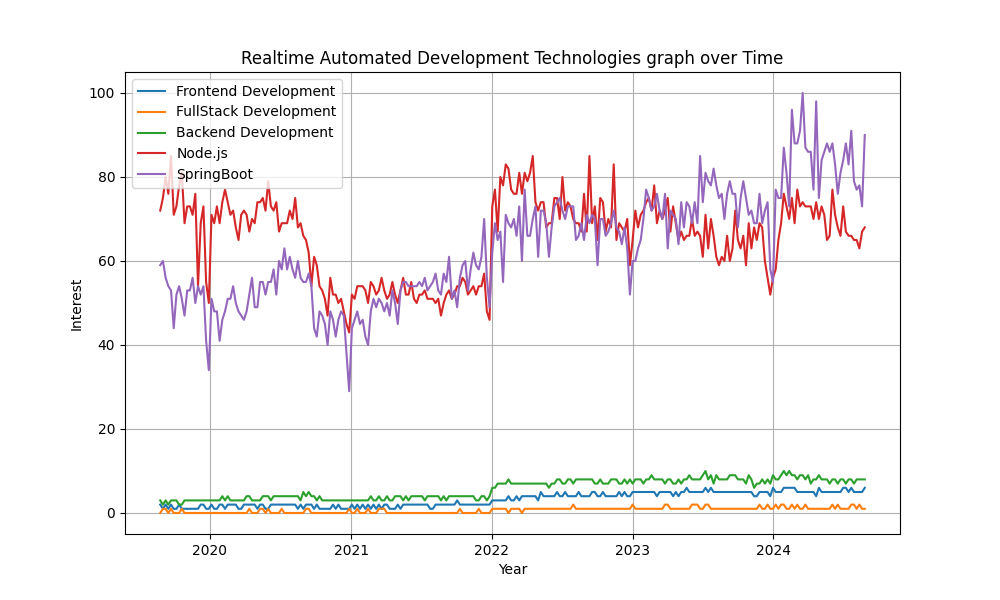 Realtime Automated Development Technologies graph over Time
Frontend Development
FullStack Development
Backend Development
Node.js
SpringBoot
100
80
60
40
20
0
Interest
2020 2021 2022 2023 2024
Year